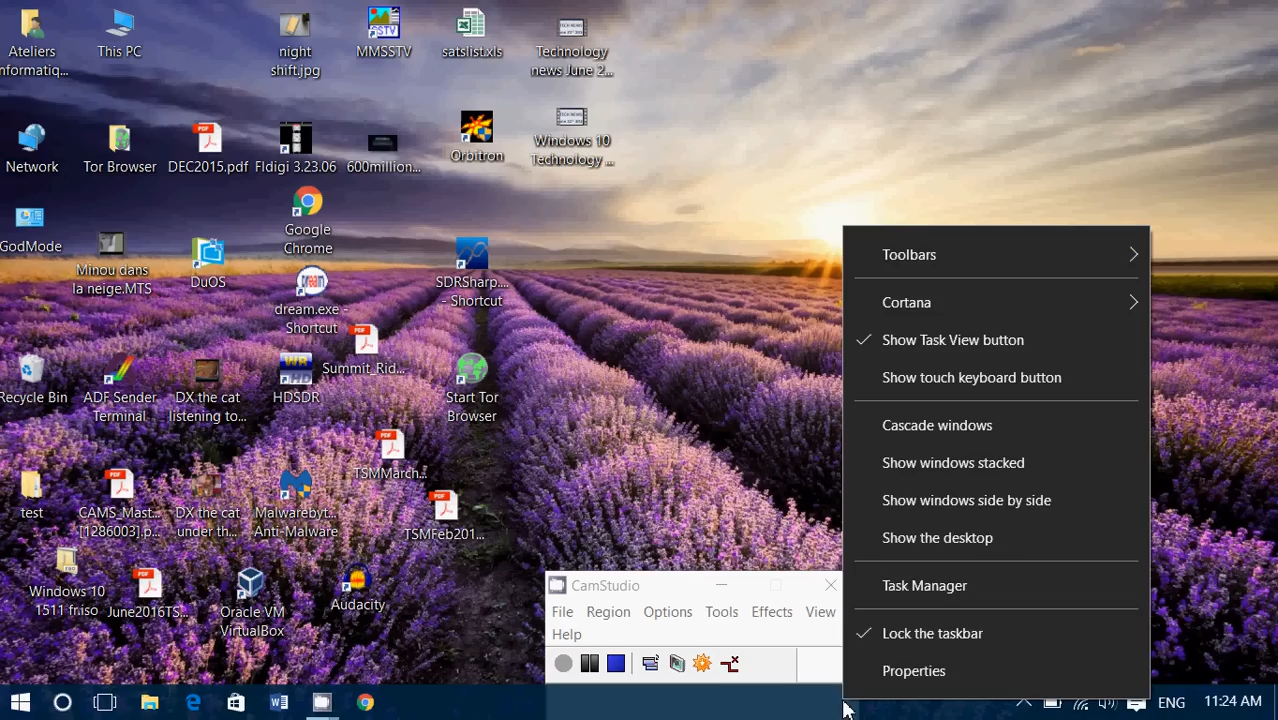 Ateliers
nformatiq...
This PC
night
shift.jpg
MMSSTV
satslist.xls
Technology
news June 2...
Network
Tor Browser
DEC2015.pdf
Fldigi 3.23.06
600million...
Orbitron
Windows 10
Technology ...
GodMode
Minou dans
la neige.MTS
DuOS
Google
Chrome
dream.exe -
Shortcut
SDRSharp....
- Shortcut
Summit_Rid...
Recycle Bin
ADF Sender
Terminal
DX the cat
listening to...
HDSDR
Start Tor
Browser
TSMMarch...
test
CAMS_Mast...
[1286003].p...
DX the cat
under th...
Malwarebyt...
Anti-Malware
TSMFeb201...
Windows 10
1511 fr.iso
June2016TS...
Oracle VM
VirtualBox
Audacity
CamStudio
File Region Options Tools Effects View
Help
Toolbars
Cortana
Show Task View button
Show touch keyboard button
Cascade windows
Show windows stacked
Show windows side by side
Show the desktop
Task Manager
Lock the taskbar
Properties
ENG 11:24 AM